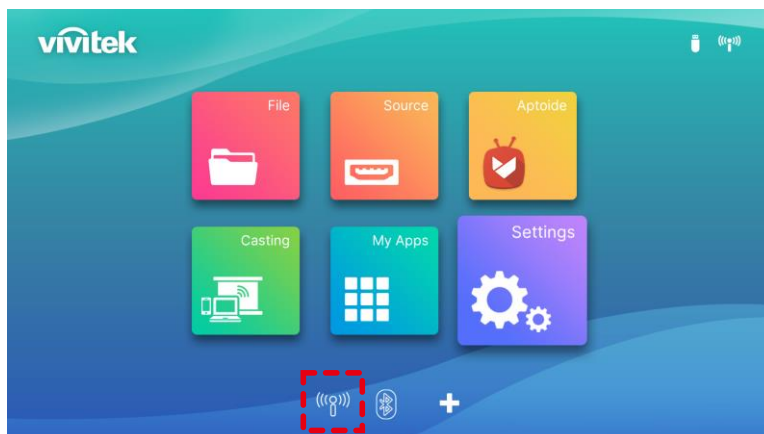 vivitek
File
Source
Aptoide
Casting
My Apps
Settings